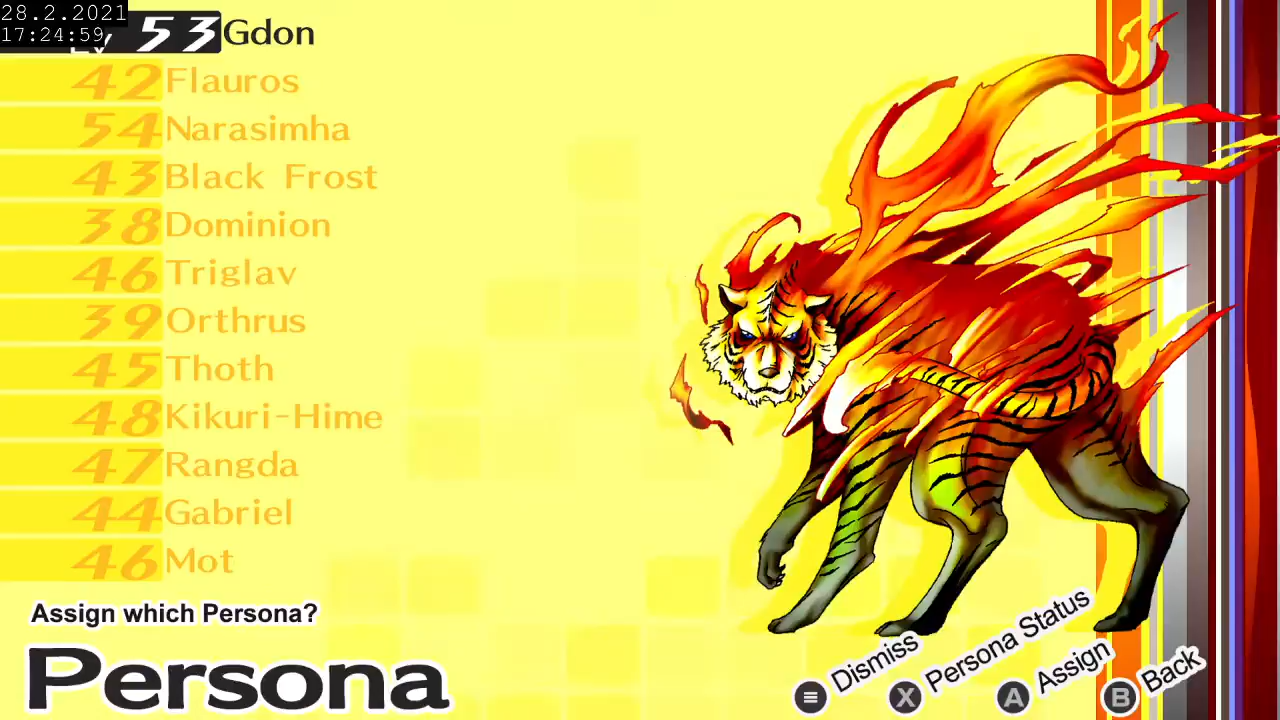 28.2.2021
17:24:59
Lv 53 Gdon
42 Flauros
54 Narasimha
43 Black Frost
38 Dominion
46 Triglav
39 Orthrus
45 Thoth
48 Kikuri-Hime
47 Rangda
44 Gabriel
46 Mot
Assign which Persona?
Persona
Dismiss
X Persona Status
A Assign
B Back